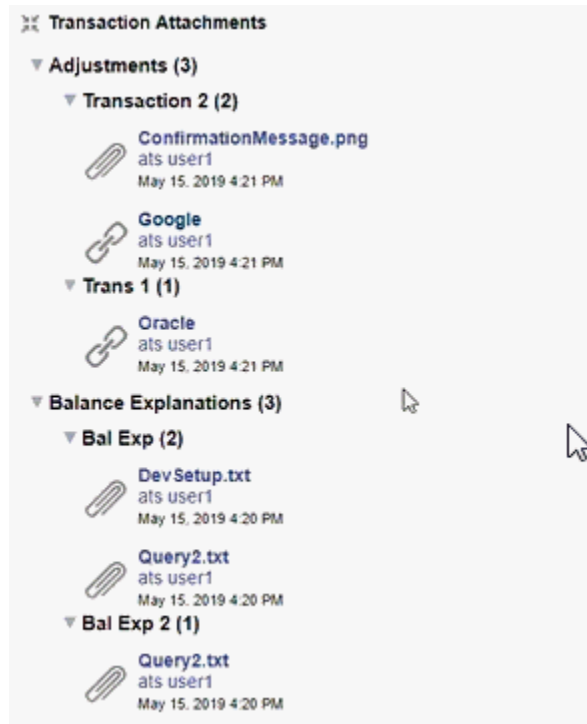 Transaction Attachments
Adjustments (3)
Transaction 2 (2)
ConfirmationMessage.png
ats user1
May 15, 2019 4:21 PM
Google
ats user1
May 15, 2019 4:21 PM
Trans 1 (1)
Oracle
ats user1
May 15, 2019 4:21 PM
Balance Explanations (3)
Bal Exp (2)
DevSetup.txt
ats user1
May 15, 2019 4:20 PM
Query2.txt
ats user1
May 15, 2019 4:20 PM
Bal Exp 2 (1)
Query2.txt
ats user1
May 15, 2019 4:20 PM